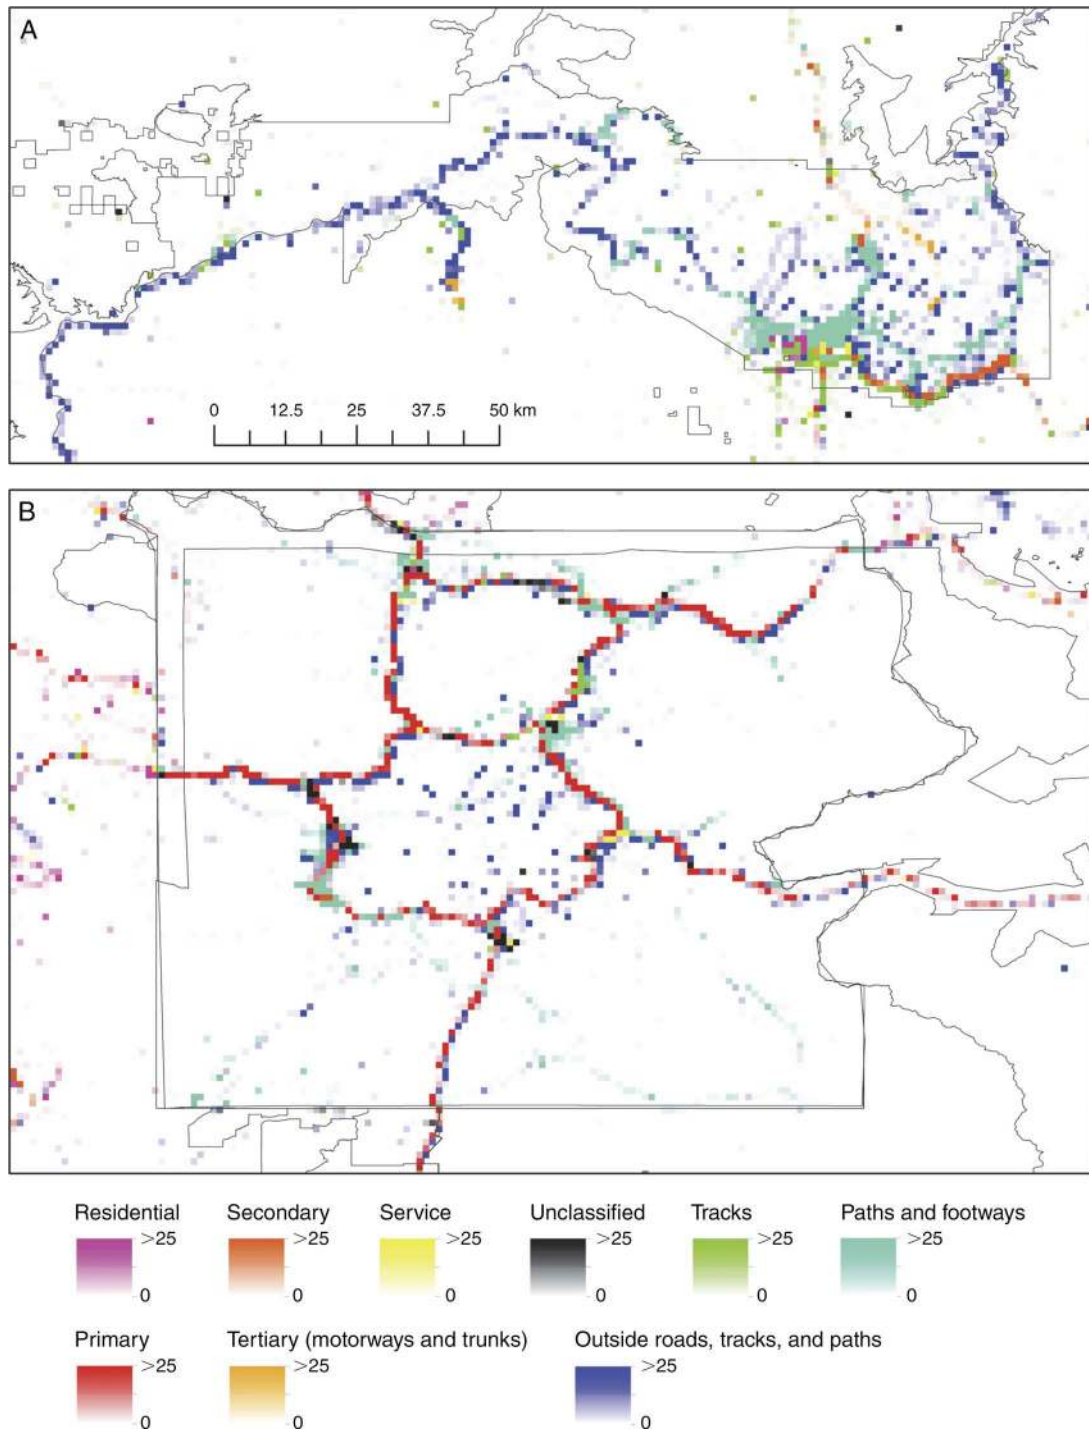 A
0 12.5 25 37.5 50 km
B
Residential Secondary Service Unclassified Tracks Paths and footways
>25 >25 >25 >25 >25 >25
0 0 0 0 0 0
Primary Tertiary (motorways and trunks) Outside roads, tracks, and paths
>25 >25 >25
0 0 0